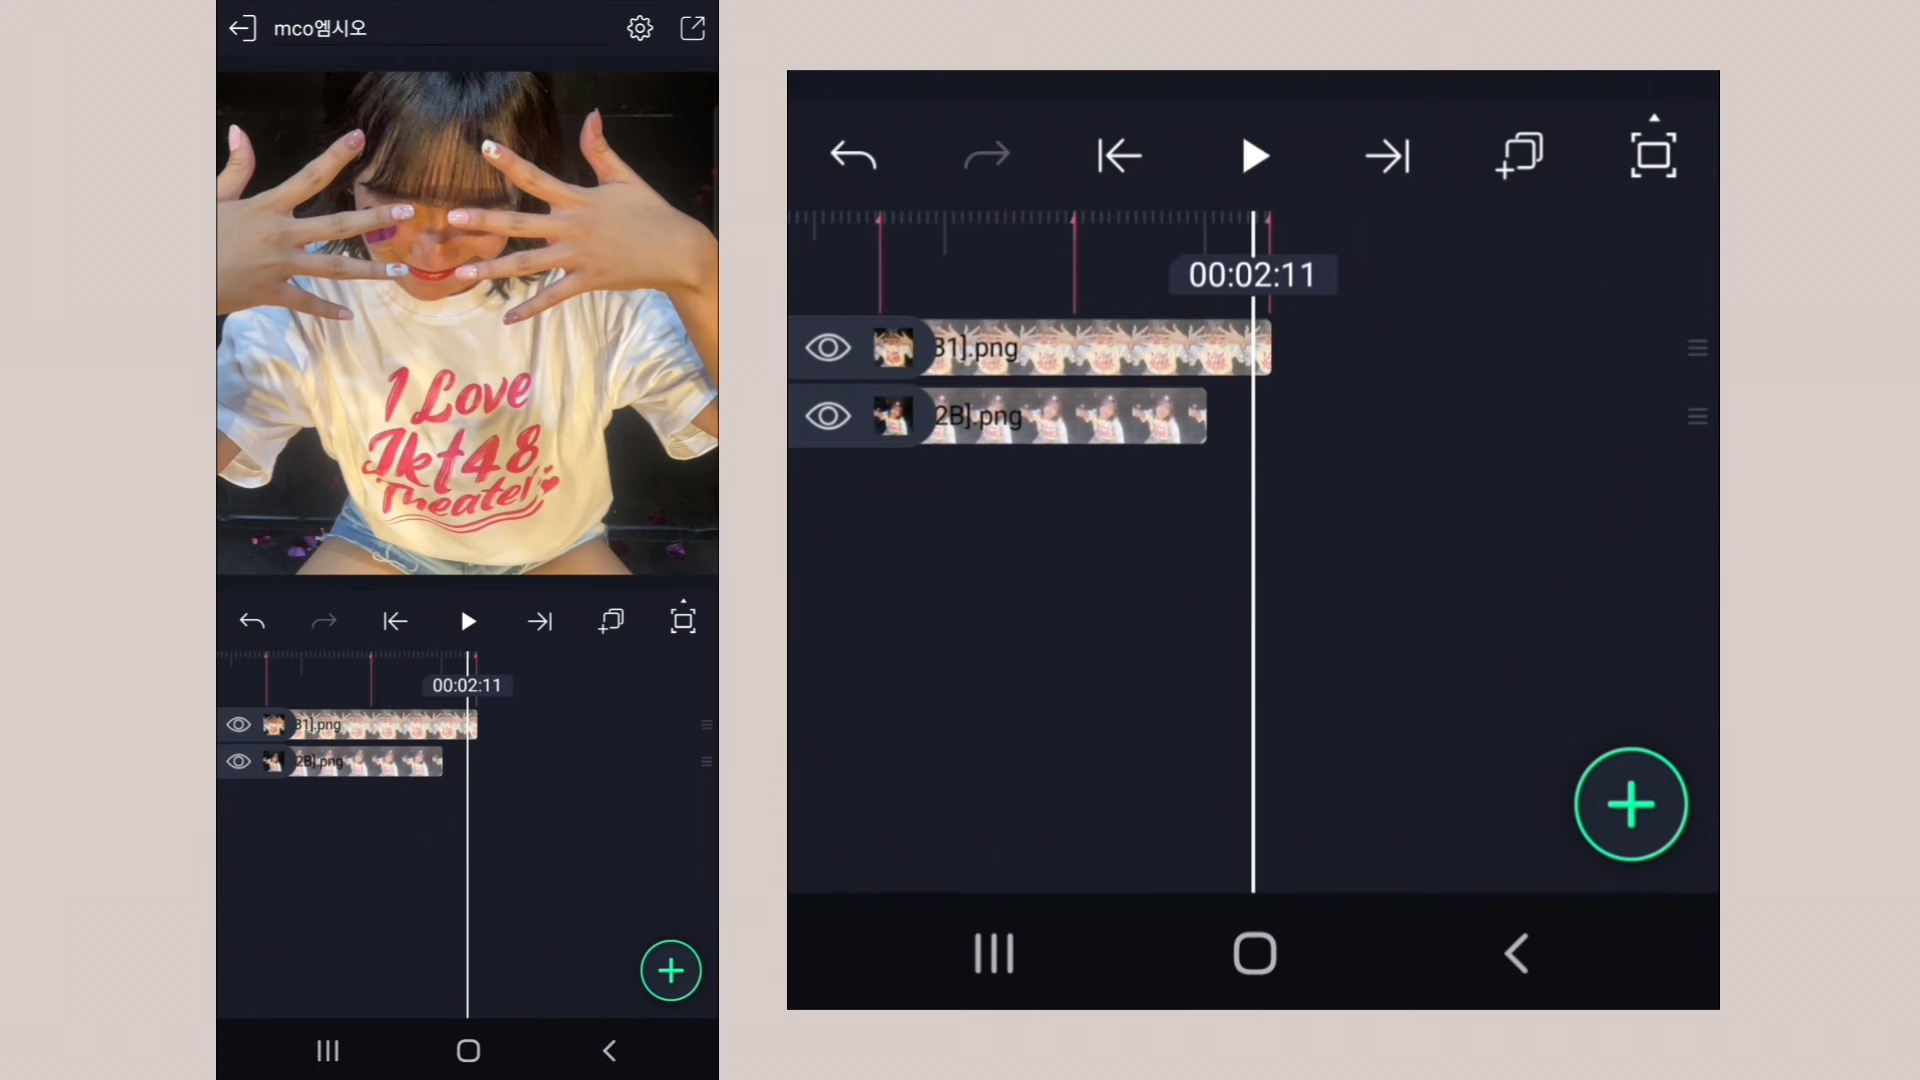 mco엠시오
I Love
Jkt48
Theater
00:02:11
31].png
2B].png
00:02:11
31].png
2B].png